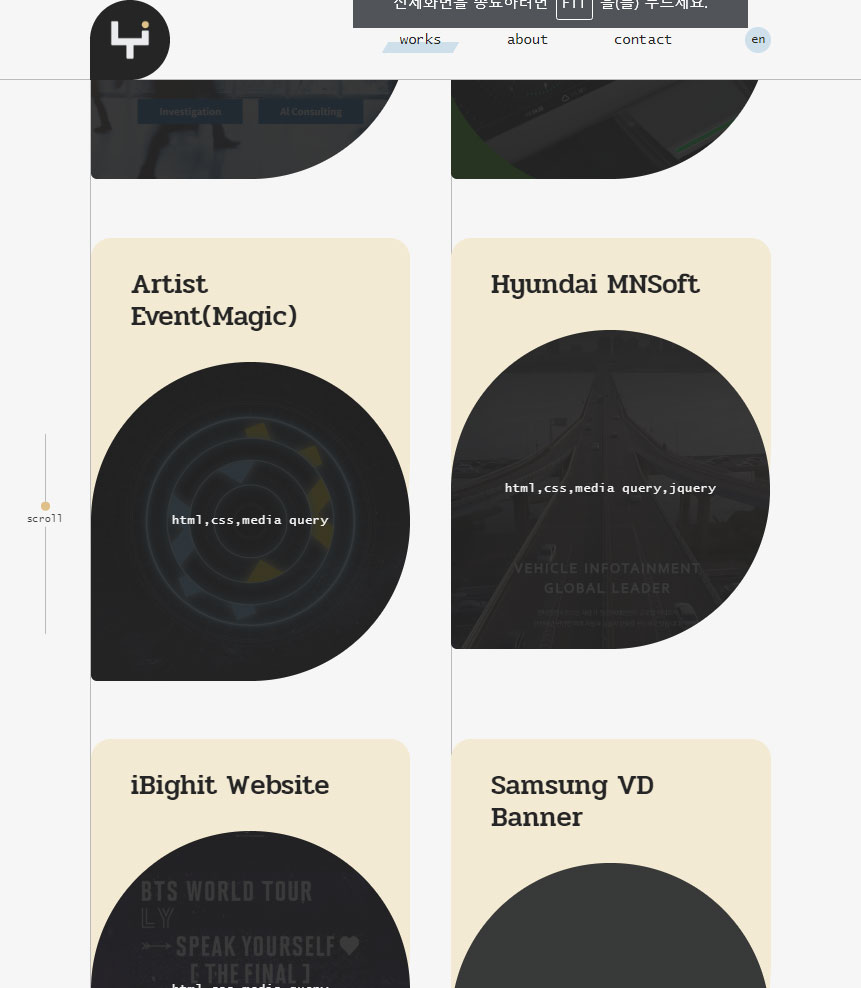 전체화면을 종료하려면 F11 을(를) 누르세요.
works
about
contact
en
Investigation
AI Consulting
Artist
Event(Magic)
Hyundai MNSoft
html,css,media query
html,css,media query,jquery
VEHICLE INFOTAINMENT
GLOBAL LEADER
scroll
iBighit Website
Samsung VD
Banner
BTS WORLD TOUR
LY
SPEAK YOURSELF
[ THE FINAL ]
html,css,media query